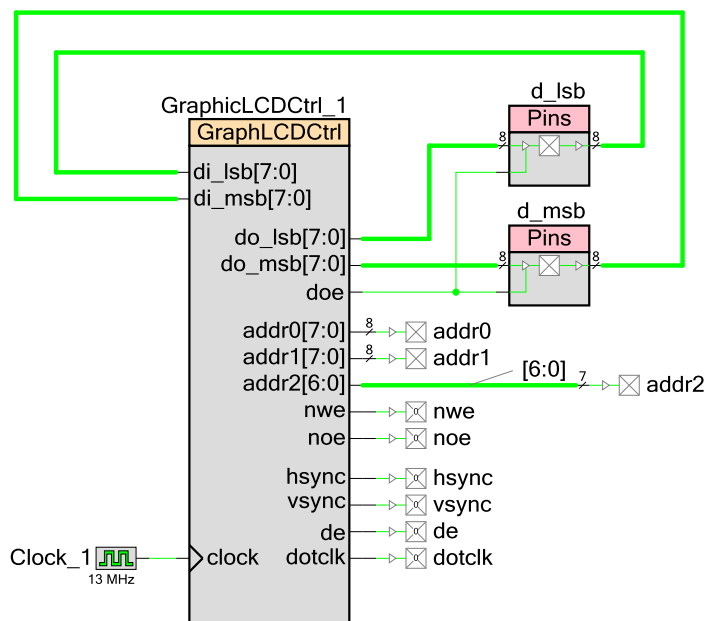 GraphicLCDCtrl_1
GraphLCDCtrl
di_lsb[7:0]
di_msb[7:0]
do_lsb[7:0]
do_msb[7:0]
doe
addr0[7:0]
addr1[7:0]
addr2[6:0]
nwe
noe
hsync
vsync
de
dotclk
clock
Clock_1
13 MHz
d_lsb
Pins
8
8
d_msb
Pins
8
8
8
addr0
8
addr1
[6:0]
7
addr2
α
nwe
α
noe
α
hsync
α
vsync
α
de
α
dotclk